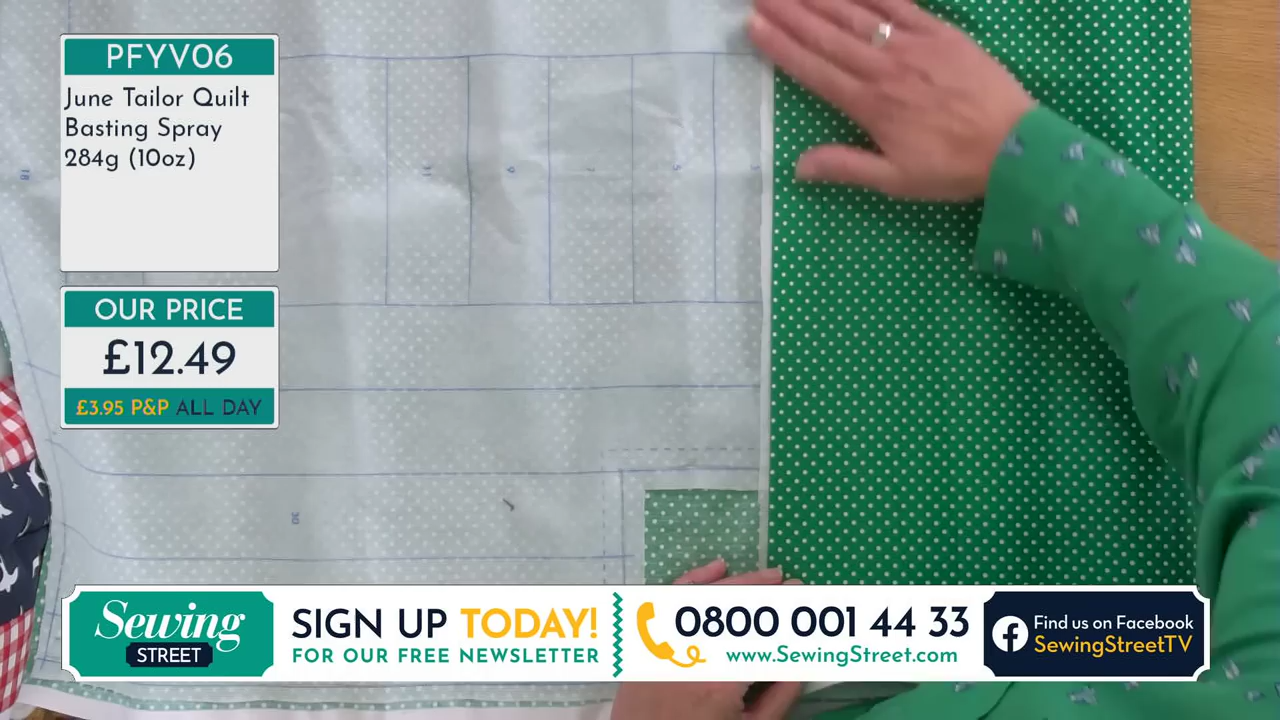 PFYV06
June Tailor Quilt
Basting Spray
284g (10oz)
OUR PRICE
£12.49
£3.95 P&P ALL DAY
Sewing
STREET
SIGN UP TODAY!
FOR OUR FREE NEWSLETTER
0800 001 44 33
www.SewingStreet.com
Find us on Facebook
SewingStreetTV